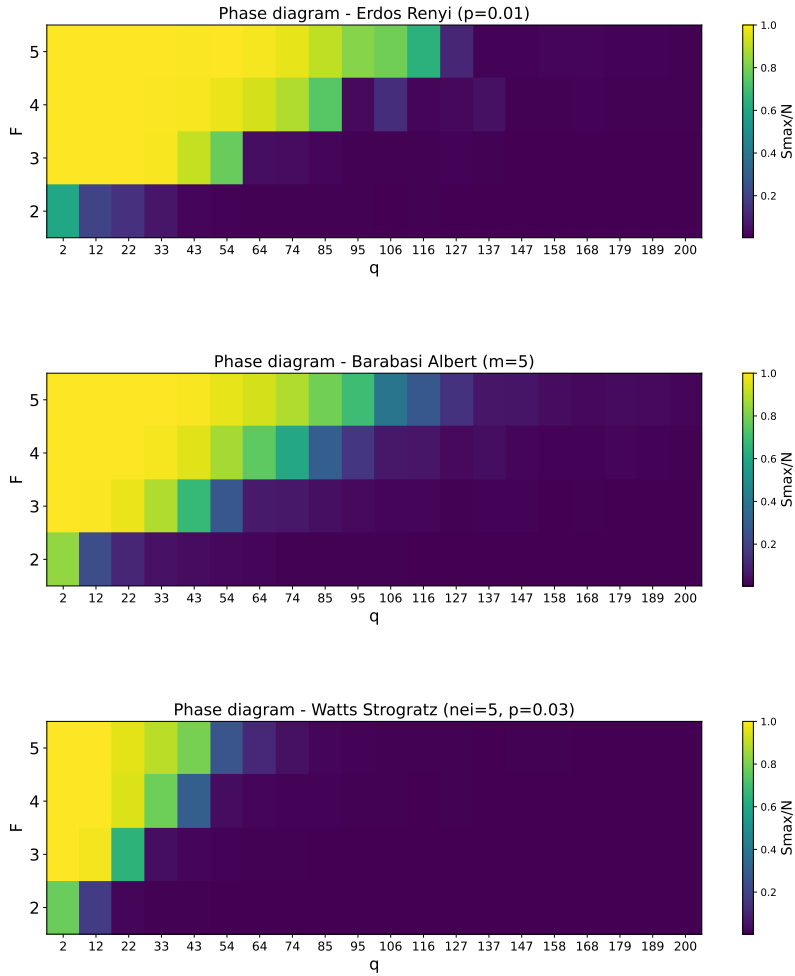 Phase diagram - Erdos Renyi (p=0.01)
5
4
3
2
F
2 12 22 33 43 54 64 74 85 95 106 116 127 137 147 158 168 179 189 200
q
1.0
0.8
0.6
0.4
0.2
Smax/N
Phase diagram - Barabasi Albert (m=5)
5
4
3
2
F
2 12 22 33 43 54 64 74 85 95 106 116 127 137 147 158 168 179 189 200
q
1.0
0.8
0.6
0.4
0.2
Smax/N
Phase diagram - Watts Strogratz (nei=5, p=0.03)
5
4
3
2
F
2 12 22 33 43 54 64 74 85 95 106 116 127 137 147 158 168 179 189 200
q
1.0
0.8
0.6
0.4
0.2
Smax/N